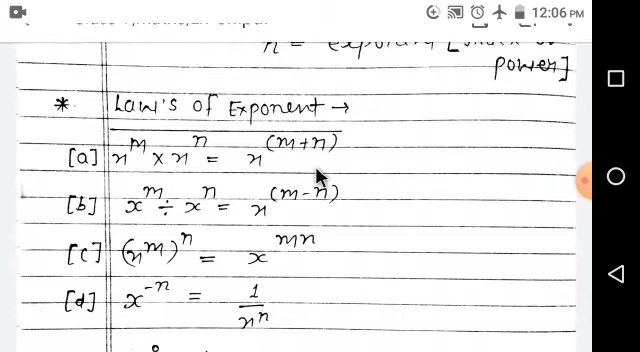 12:06 PM
n =
power]
* Law's of Exponent →
[a] x^m × x^n = x^(m+n)
[b] x^m ÷ x^n = x^(m-n)
[c] (x^m)^n = x^mn
[d] x^-n = 1/x^n